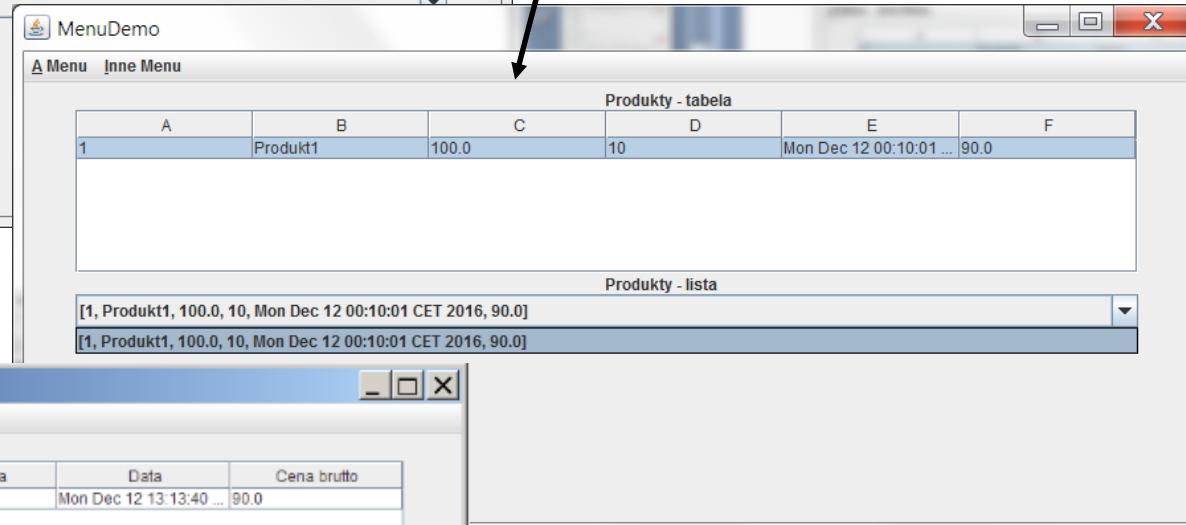 MenuDemo
A Menu Inne Menu
Produkty - tabela
A B C D E F
1 Produkt1 100.0 10 Mon Dec 12 00:10:01 ... 90.0
Produkty - lista
[1, Produkt1, 100.0, 10, Mon Dec 12 00:10:01 CET 2016, 90.0]
[1, Produkt1, 100.0, 10, Mon Dec 12 00:10:01 CET 2016, 90.0]
a Data Cena brutto
Mon Dec 12 13:13:40 ... 90.0